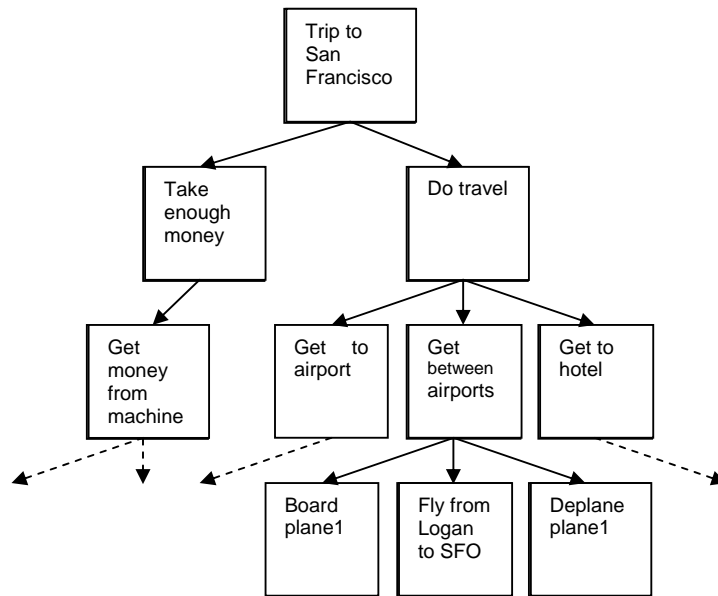 Trip to
San
Francisco
Take
enough
money
Do travel
Get
money
from
machine
Get to
airport
Get
between
airports
Get to
hotel
Board
plane1
Fly from
Logan
to SFO
Deplane
plane1